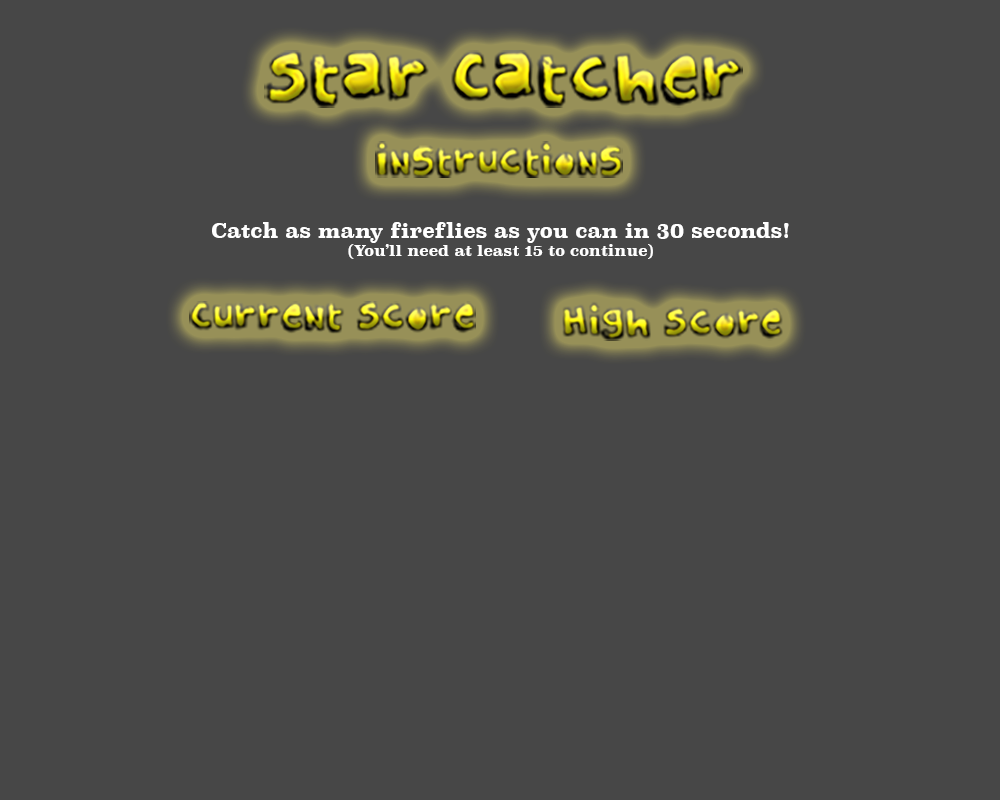 Star Catcher
instructions
Catch as many fireflies as you can in 30 seconds!
(You'll need at least 15 to continue)
Current Score High Score